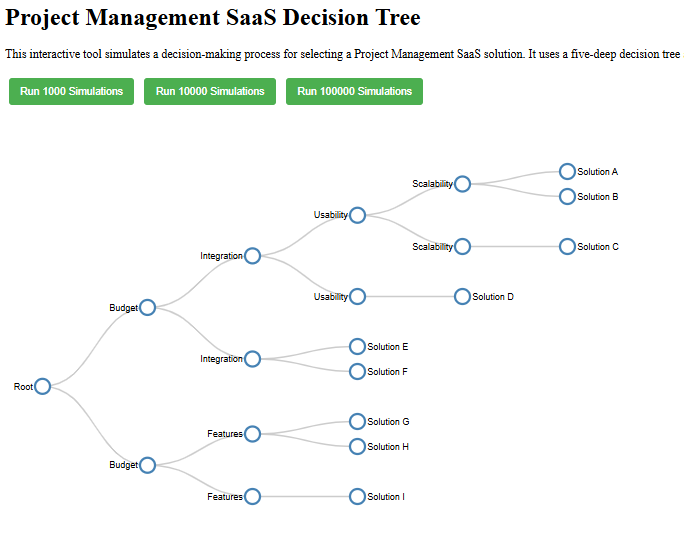 Project Management SaaS Decision Tree
This interactive tool simulates a decision-making process for selecting a Project Management SaaS solution. It uses a five-deep decision tree
Run 1000 Simulations Run 10000 Simulations Run 100000 Simulations
Solution A
Scalability
Solution B
Usability
Scalability
Solution C
Integration
Usability
Solution D
Budget
Solution E
Integration
Solution F
Root
Solution G
Features
Solution H
Budget
Features
Solution I